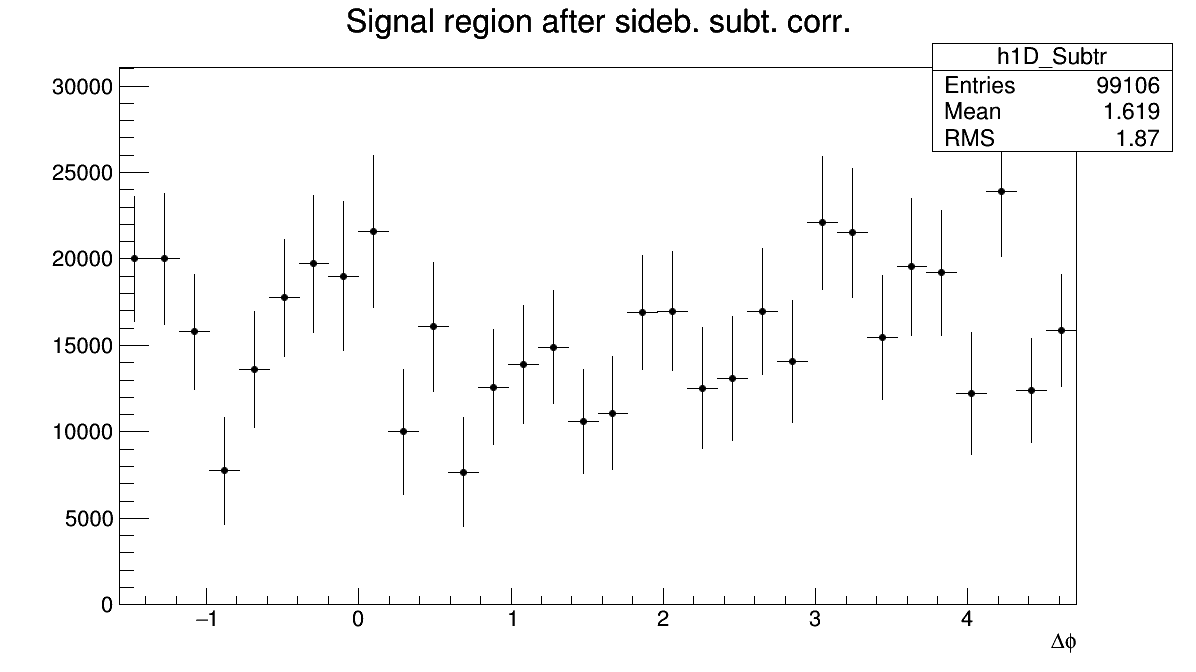 Signal region after sideb. subt. corr.
h1D_Subtr
Entries 99106
Mean 1.619
RMS 1.87
30000
25000
20000
15000
10000
5000
0
−1 0 1 2 3 4
Δϕ